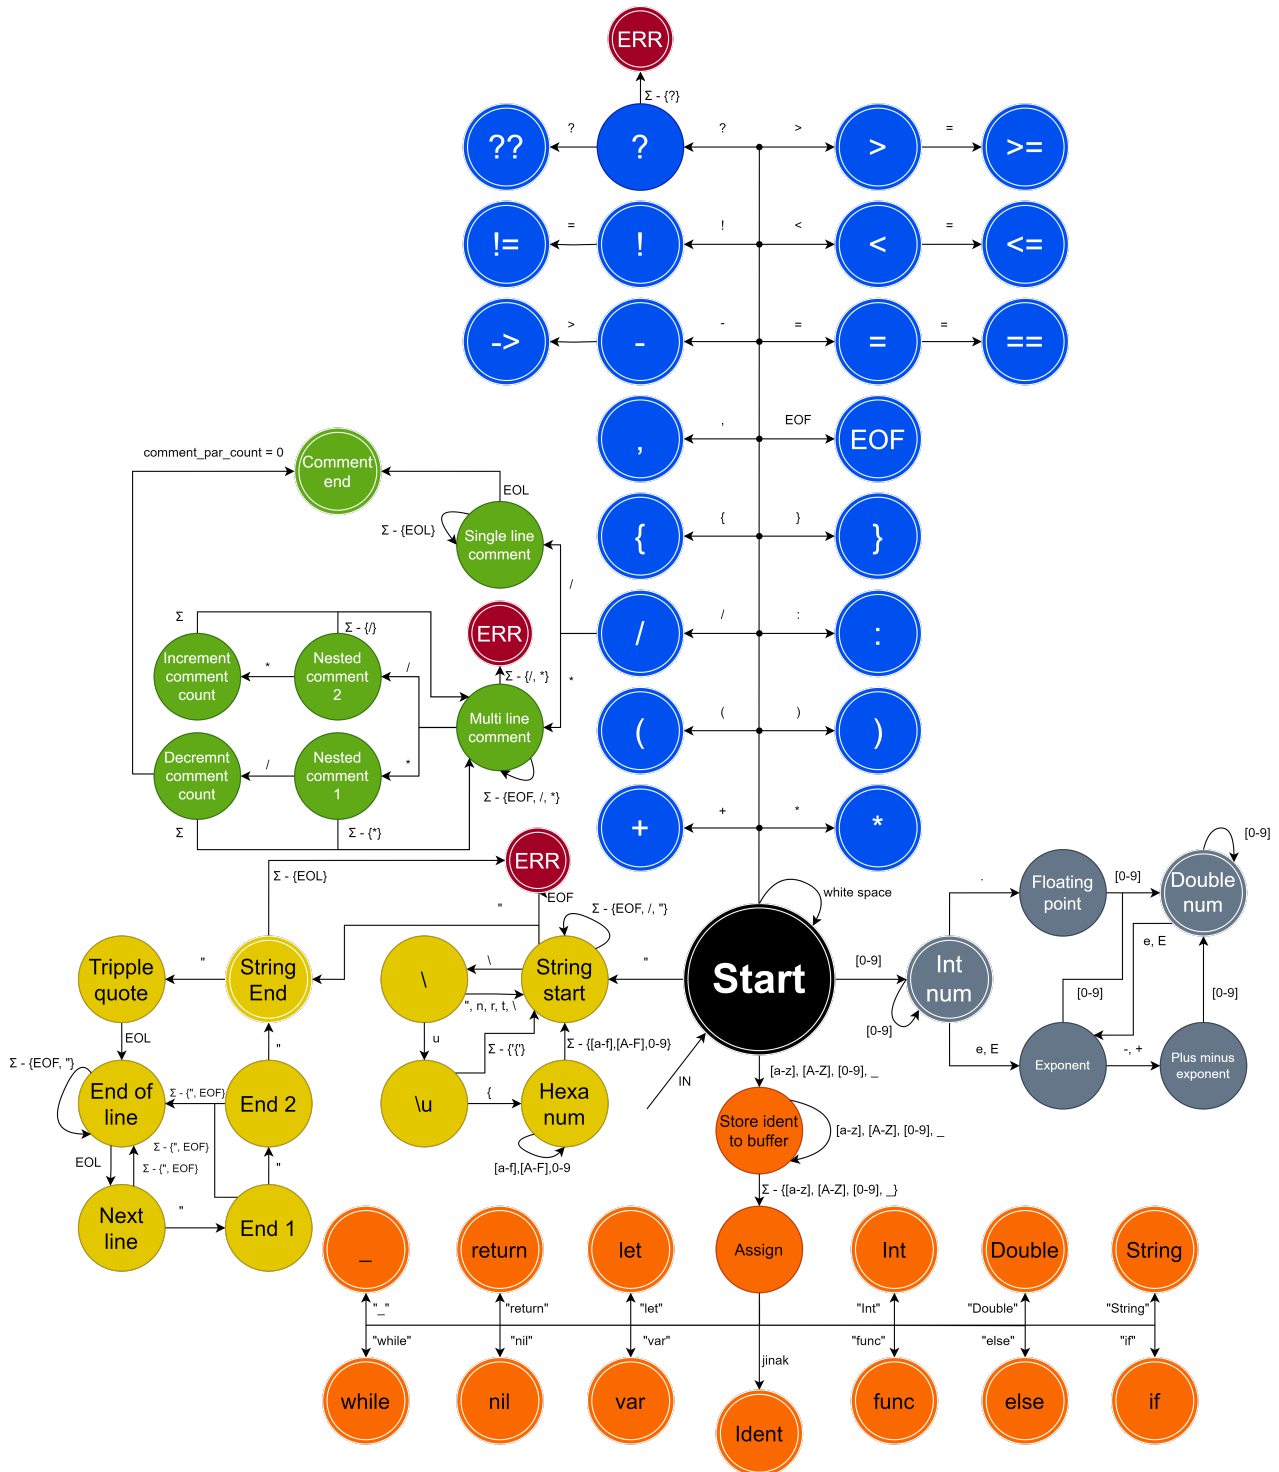 ERR
Σ - {?}
??
?
?
?
>
>
=
>=
!=
=
!
!
<
<
=
<=
->
>
-
-
=
=
=
==
,
,
EOF
EOF
comment_par_count = 0
Comment
end
EOL
Σ - {EOL}
Single line
comment
{
{
}
}
/
Σ
Σ - {/}
ERR
/
/
:
:
Increment
comment
count
*
Nested
comment
2
/
Σ - {/, *}
*
Multi line
comment
(
(
)
)
Decremnt
comment
count
/
Nested
comment
1
*
Σ - {EOF, /, *}
Σ
Σ - {*}
+
+
*
*
ERR
Σ - {EOL}
EOF
"
Σ - {EOF, /, "}
white space
[0-9]
.
Floating
point
[0-9]
Double
num
e, E
Tripple
quote
"
String
End
\
\
String
start
", n, r, t, \
"
Start
[0-9]
Int
num
[0-9]
[0-9]
[0-9]
EOL
"
u
Σ - {'{'}
Σ - {[a-f],[A-F],0-9}
Σ - {EOF, "}
End of
line
Σ - {", EOF}
End 2
\u
{
Hexa
num
IN
e, E
Exponent
-, +
Plus minus
exponent
[a-z], [A-Z], [0-9], _
Store ident
to buffer
[a-z], [A-Z], [0-9], _
[a-f],[A-F],0-9
EOL
Σ - {", EOF}
"
Σ - {[a-z], [A-Z], [0-9], _}
Next
line
"
End 1
_
return
let
Assign
Int
Double
String
"_"
"return"
"let"
"Int"
"Double"
"String"
"while"
"nil"
"var"
"func"
"else"
"if"
jinak
while
nil
var
Ident
func
else
if